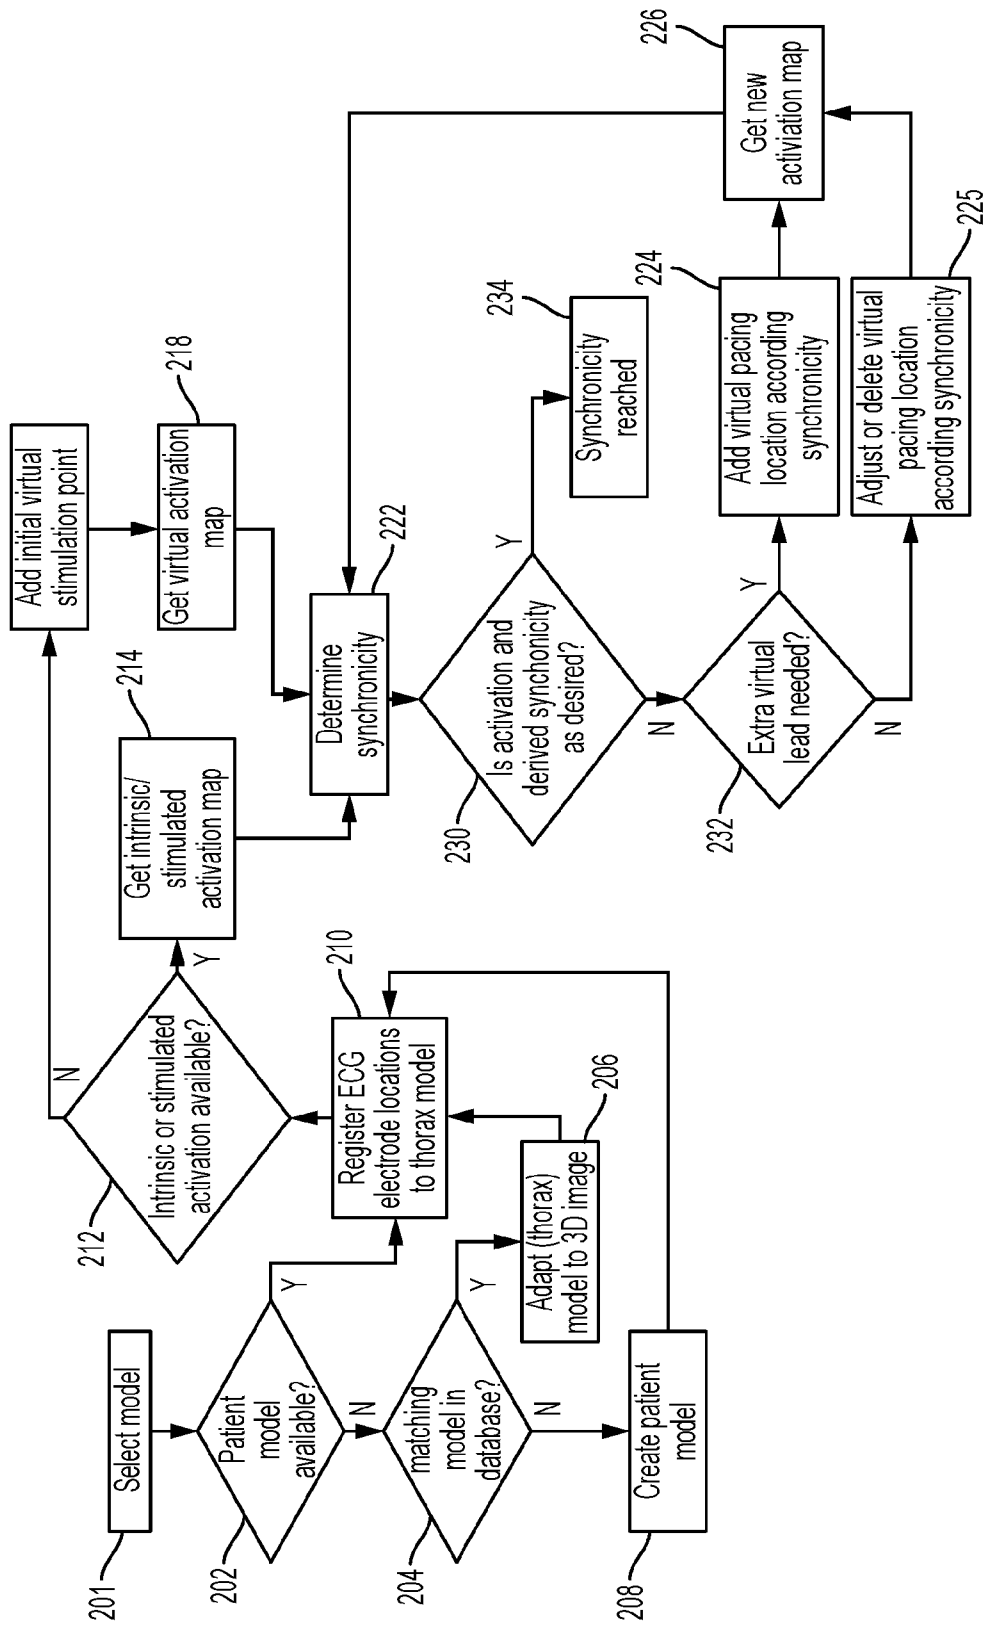 201
Select model
202
Patient
model
available?
Y
N
204
matching
model in
database?
Y
N
208
Create patient
model
Adapt (thorax)
model to 3D image
206
Register ECG
electrode locations
to thorax model
210
212
Intrinsic or stimulated
activation available?
N
Y
Get intrinsic/
stimulated
activation map
214
Add initial virtual
stimulation point
Get virtual activation
map
218
Determine
synchronicity
222
230
Is activation and
derived synchonicity
as desired?
Y
N
Synchronicity
reached
234
232
Extra virtual
lead needed?
Y
N
Add virtual pacing
location according
synchronicity
224
Adjust or delete virtual
pacing location
according synchronicity
225
Get new
activiation map
226